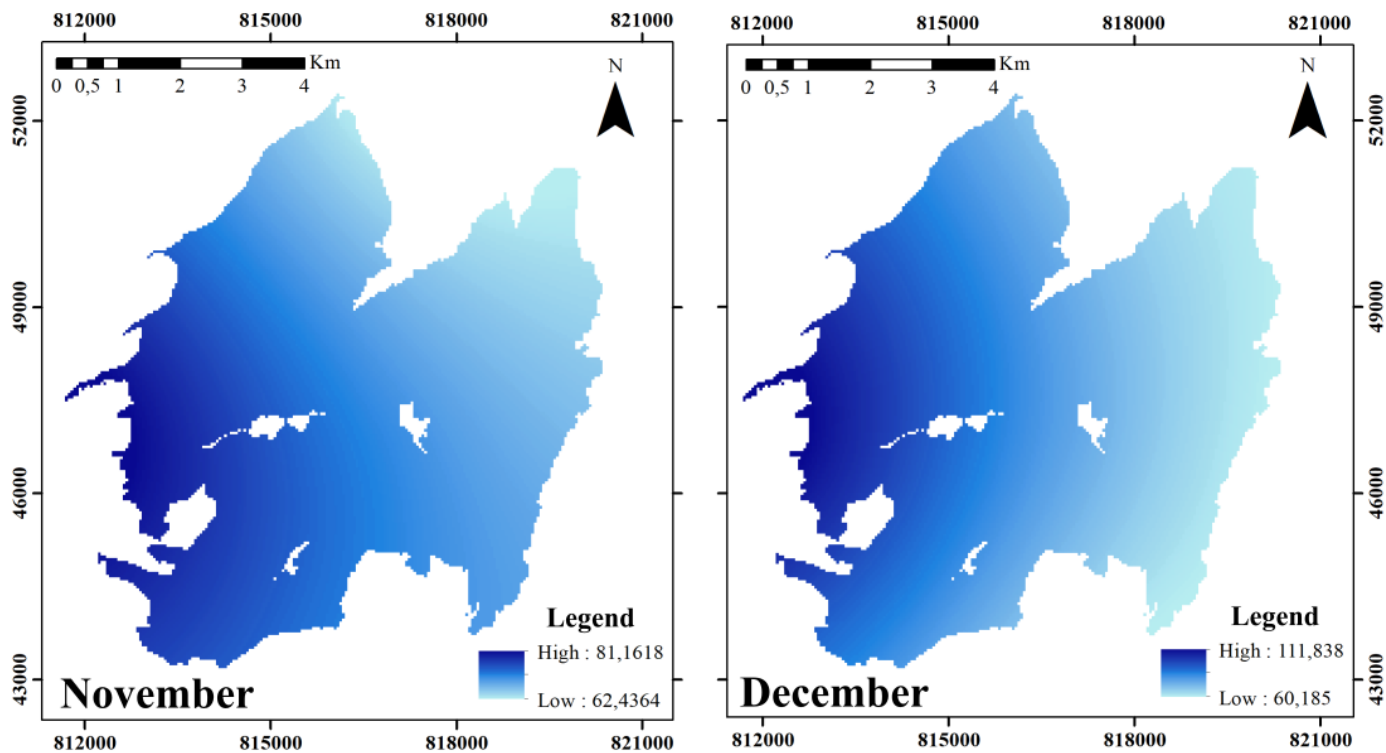 812000 815000 818000 821000
Km
0 0,5 1 2 3 4
N
52000
49000
46000
43000
Legend
High : 81,1618
Low : 62,4364
November
812000 815000 818000 821000
812000 815000 818000 821000
Km
0 0,5 1 2 3 4
N
52000
49000
46000
43000
Legend
High : 111,838
Low : 60,185
December
812000 815000 818000 821000